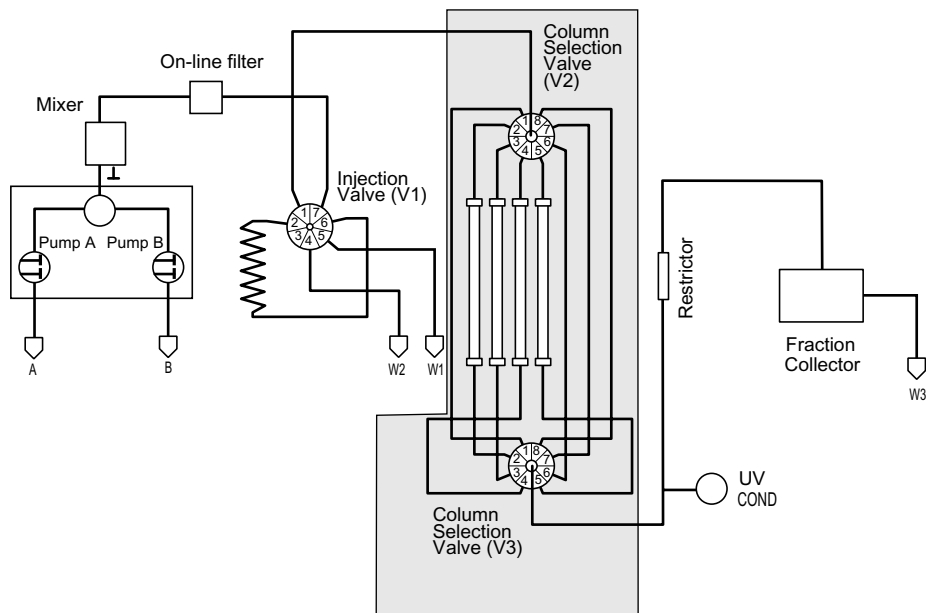 Column
Selection
Valve
(V2)
On-line filter
Mixer
1 8
2 7
3 6
4 5
Injection
Valve (V1)
1 7
2 6
3 5
4
Pump A Pump B
A
B
W2
W1
Restrictor
Fraction
Collector
W3
1 8
2 7
3 6
4 5
UV
COND
Column
Selection
Valve (V3)